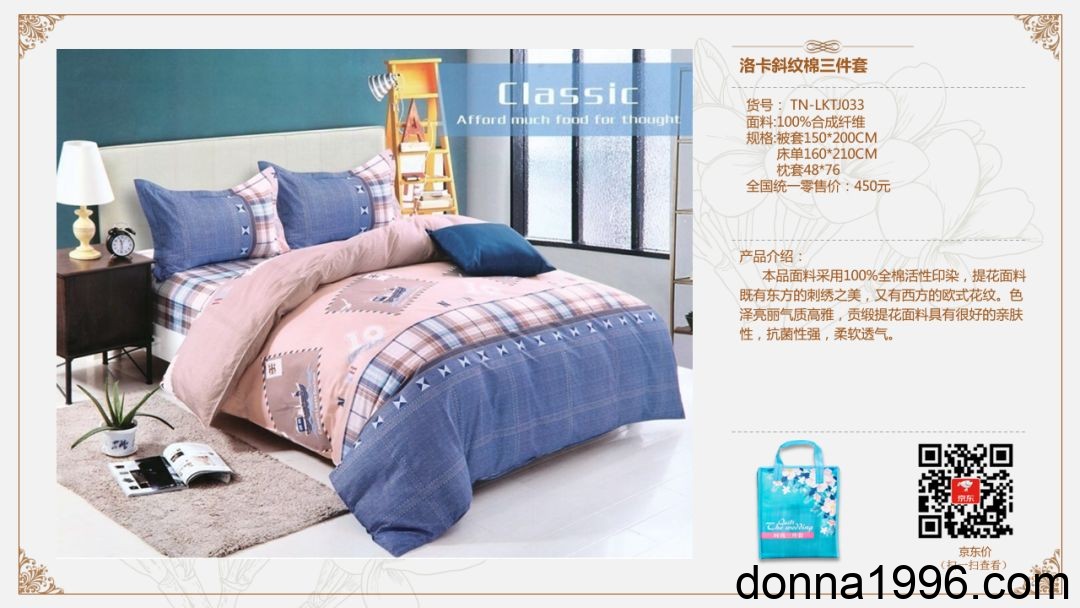 Classic
Afford much food for thought
洛卡斜纹棉三件套
货号： TN-LKTJ033
面料:100%合成纤维
规格:被套150*200CM
床单160*210CM
枕套48*76
全国统一零售价：450元
产品介绍：
本品面料采用100%全棉活性印染，提花面料
既有东方的刺绣之美，又有西方的欧式花纹。色
泽亮丽气质高雅，贡缎提花面料具有很好的亲肤
性，抗菌性强，柔软透气。
Quilt
The wedding
京东
京东价
（扫一扫查看）
donna1996.com